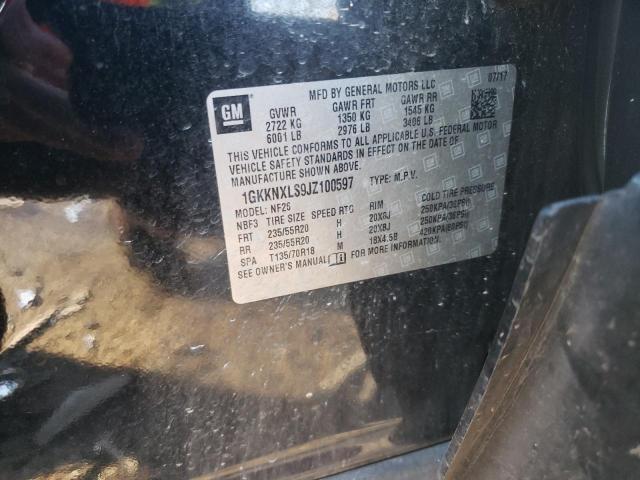 GM
07/17
MFD BY GENERAL MOTORS LLC
GVWR GAWR FRT GAWR RR
2722 KG 1350 KG 1545 KG
6001 LB 2976 LB 3406 LB
THIS VEHICLE CONFORMS TO ALL APPLICABLE U.S. FEDERAL MOTOR
VEHICLE SAFETY STANDARDS IN EFFECT ON THE DATE OF
MANUFACTURE SHOWN ABOVE.
1GKKNXLS9JZ100597 TYPE: M.P.V.
MODEL: NF26
NBF3 TIRE SIZE SPEED RTG RIM COLD TIRE PRESSURE
FRT 235/55R20 H 20X8J 250KPA(36PSI)
RR 235/55R20 H 20X8J 250KPA(36PSI)
SPA T135/70R18 M 18X4.5B 420KPA(60PSI)
SEE OWNER'S MANUAL FOR MORE INFORMATION.